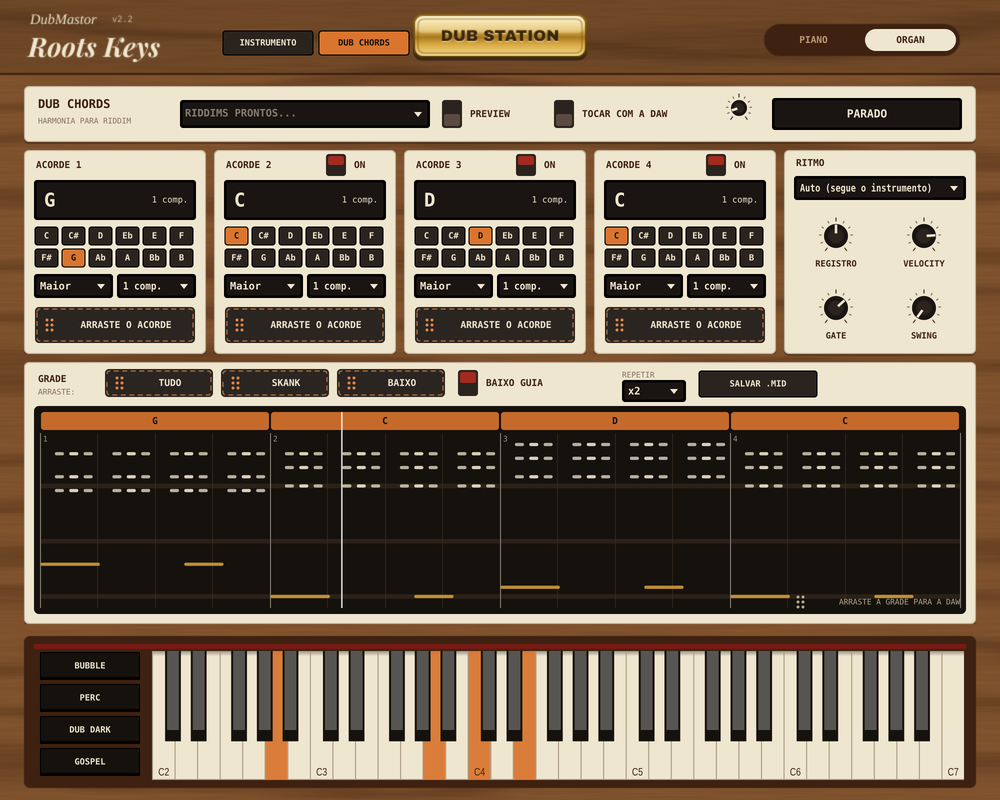 DubMastor v2.2
Roots Keys
INSTRUMENTO
DUB CHORDS
DUB STATION
PIANO
ORGAN
DUB CHORDS
HARMONIA PARA RIDDIM
RIDDIMS PRONTOS...
PREVIEW
TOCAR COM A DAW
PARADO
ACORDE 1
G 1 comp.
C C# D Eb E F
F# G Ab A Bb B
Maior 1 comp.
ARRASTE O ACORDE
ACORDE 2 ON
C 1 comp.
C C# D Eb E F
F# G Ab A Bb B
Maior 1 comp.
ARRASTE O ACORDE
ACORDE 3 ON
D 1 comp.
C C# D Eb E F
F# G Ab A Bb B
Maior 1 comp.
ARRASTE O ACORDE
ACORDE 4 ON
C 1 comp.
C C# D Eb E F
F# G Ab A Bb B
Maior 1 comp.
ARRASTE O ACORDE
RITMO
Auto (segue o instrumento)
REGISTRO VELOCITY
GATE SWING
GRADE
ARRASTE:
TUDO
SKANK
BAIXO
BAIXO GUIA
REPETIR
x2
SALVAR .MID
G C D C
1 2 3 4
ARRASTE A GRADE PARA A DAW
BUBBLE
PERC
DUB DARK
GOSPEL
C2 C3 C4 C5 C6 C7